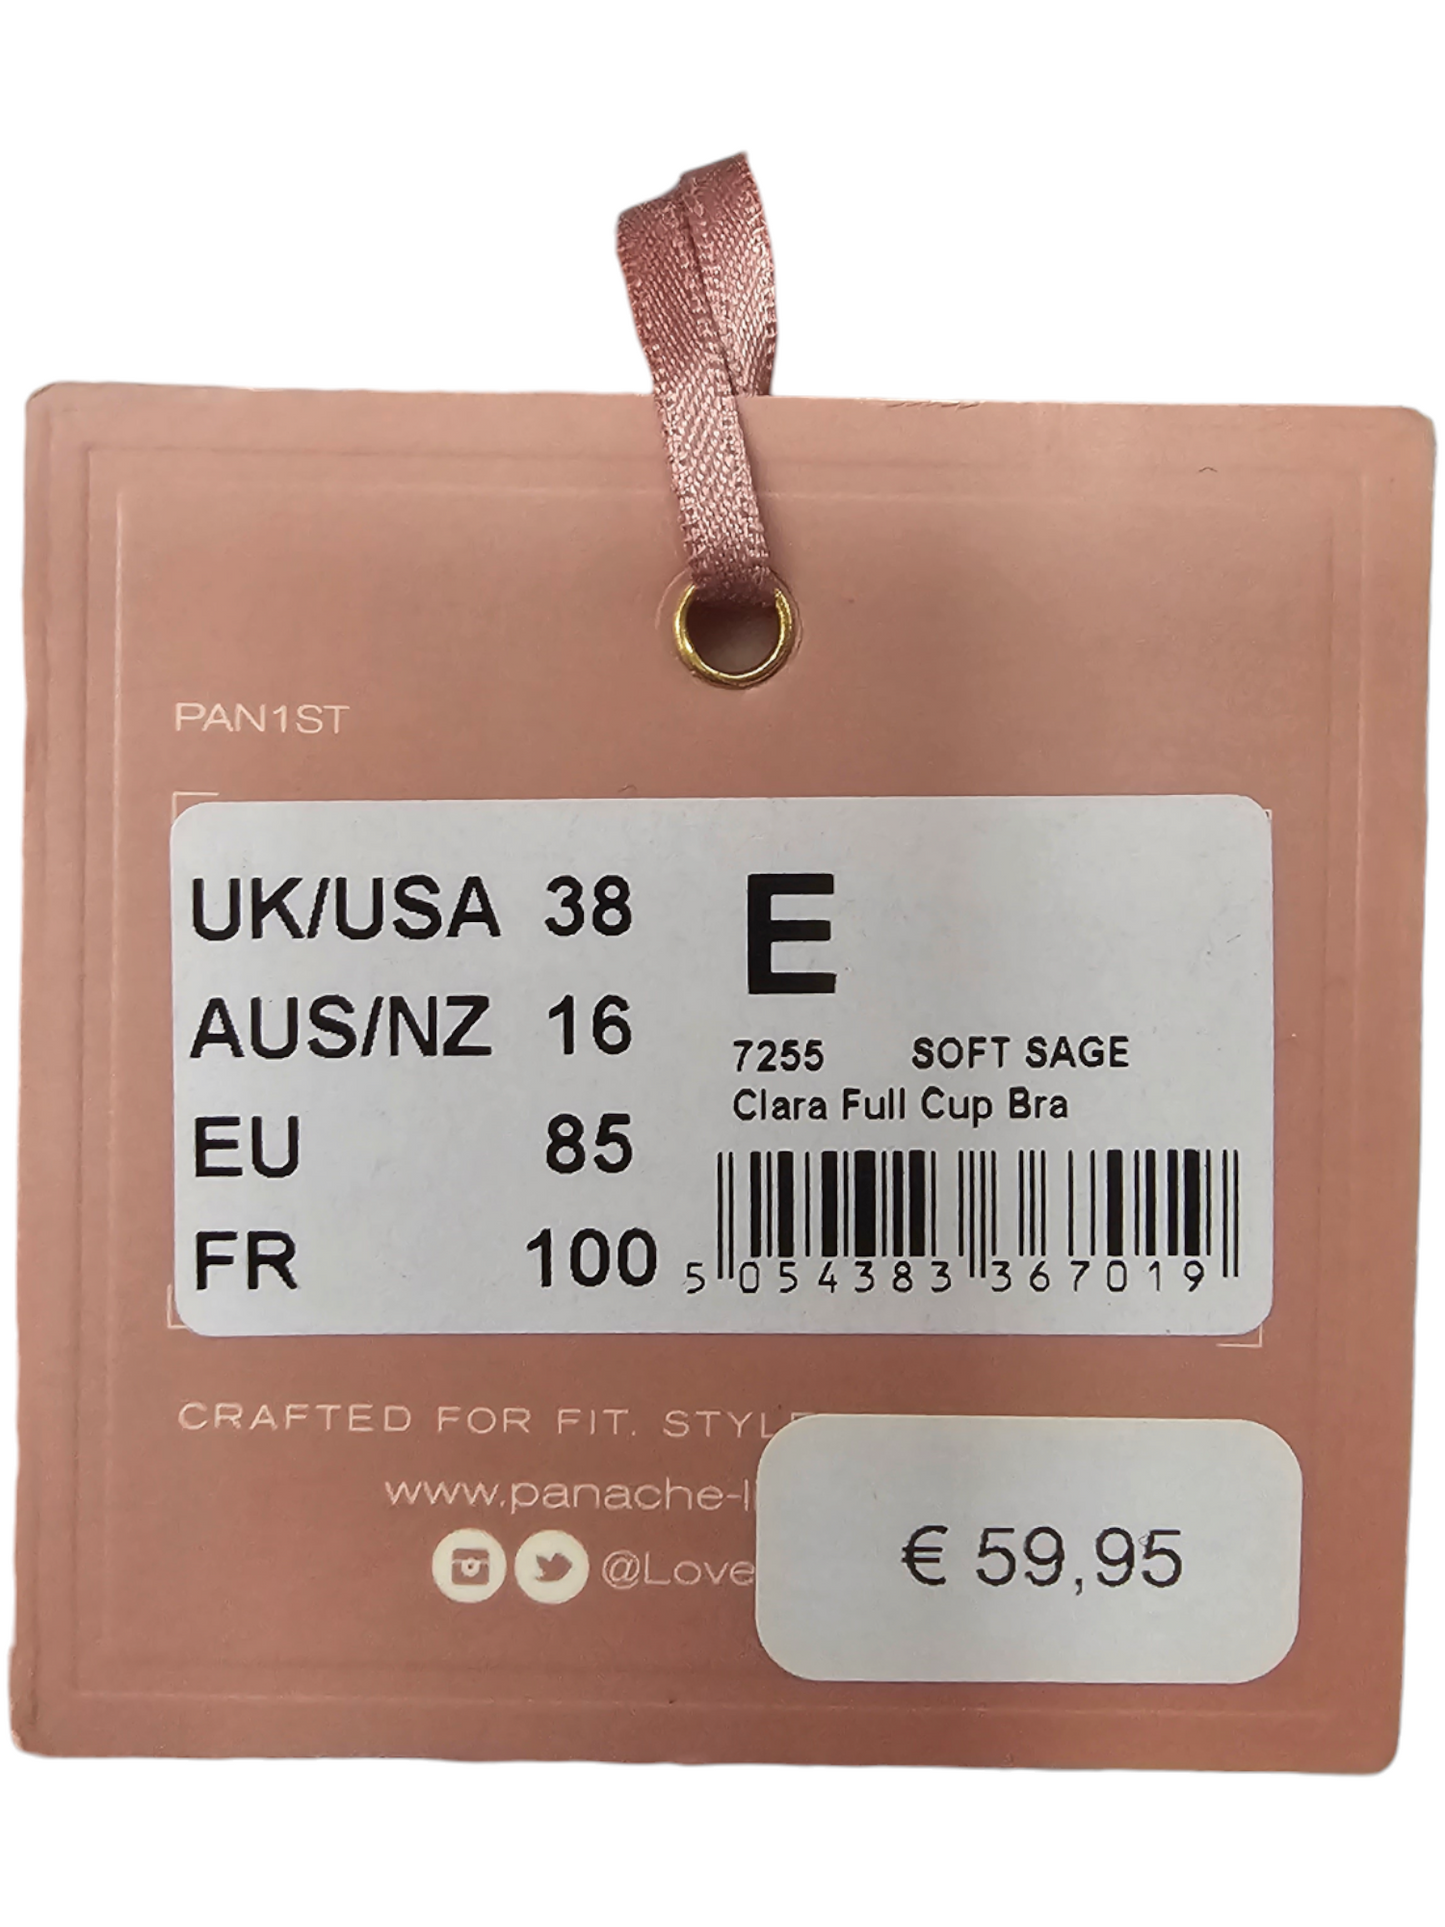 PAN1ST
UK/USA 38 E
AUS/NZ 16
7255 SOFT SAGE
Clara Full Cup Bra
EU 85
FR 100
5 054383 367019
CRAFTED FOR FIT. STYLE
www.panache-
@Love
€ 59,95